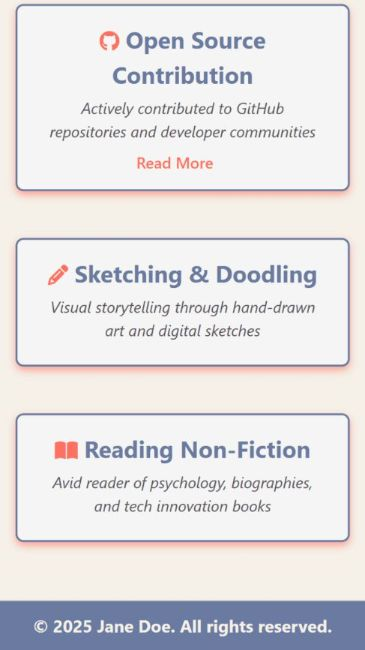 Open Source
Contribution
Actively contributed to GitHub
repositories and developer communities
Read More
Sketching & Doodling
Visual storytelling through hand-drawn
art and digital sketches
Reading Non-Fiction
Avid reader of psychology, biographies,
and tech innovation books
© 2025 Jane Doe. All rights reserved.